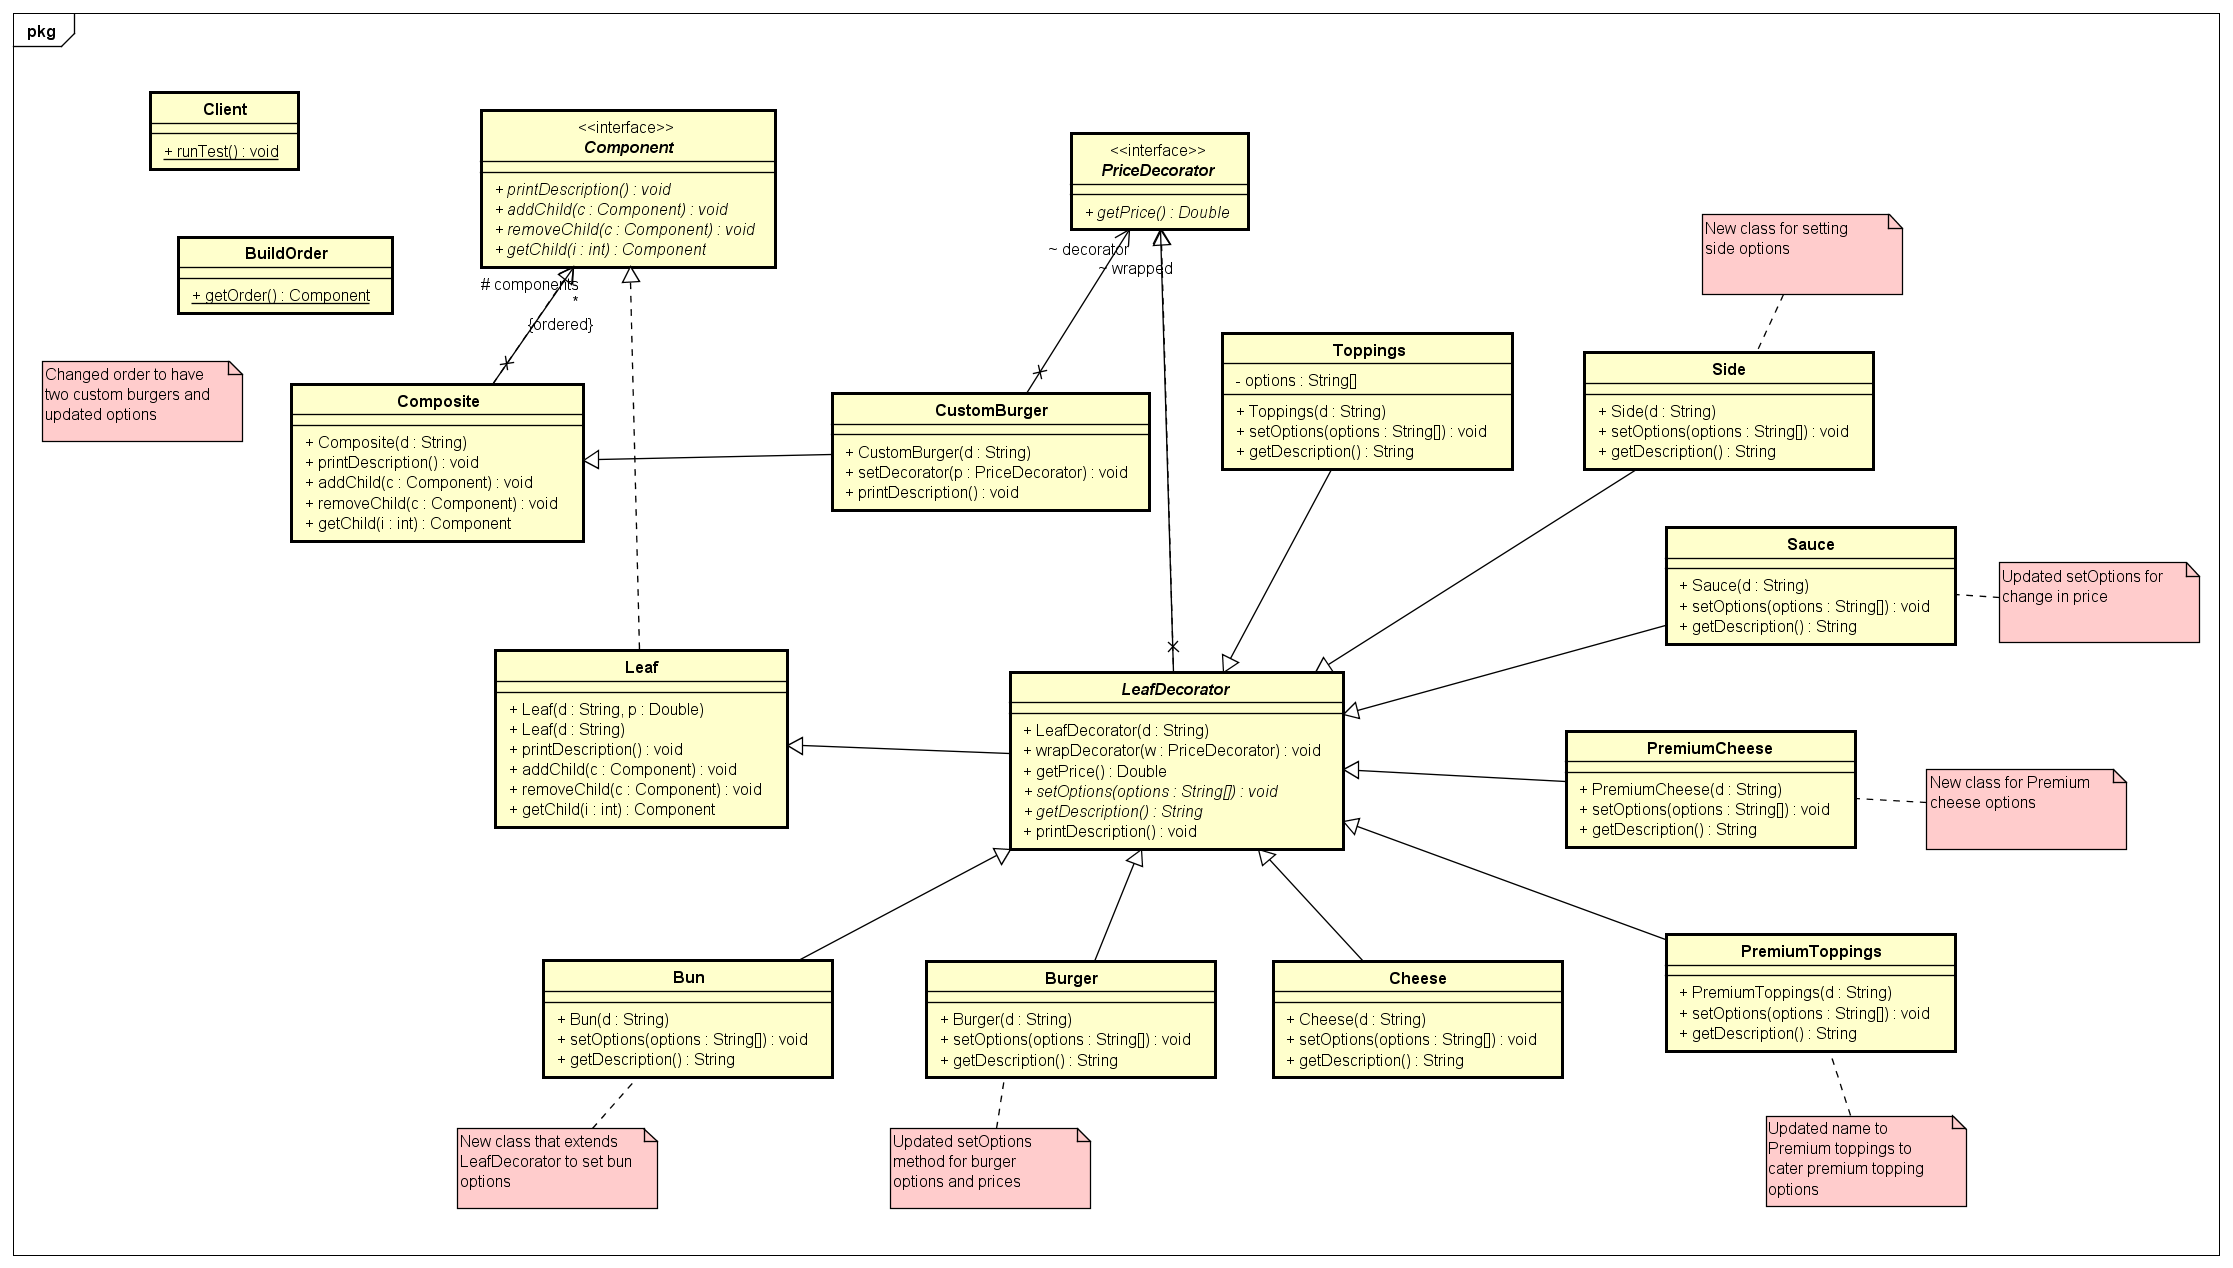 pkg
Client
+ runTest() : void
BuildOrder
+ getOrder() : Component
Changed order to have
two custom burgers and
updated options
<<interface>>
Component
+ printDescription() : void
+ addChild(c : Component) : void
+ removeChild(c : Component) : void
+ getChild(i : int) : Component
# components
*
{ordered}
Composite
+ Composite(d : String)
+ printDescription() : void
+ addChild(c : Component) : void
+ removeChild(c : Component) : void
+ getChild(i : int) : Component
<<interface>>
PriceDecorator
+ getPrice() : Double
~ decorator
~ wrapped
CustomBurger
+ CustomBurger(d : String)
+ setDecorator(p : PriceDecorator) : void
+ printDescription() : void
Toppings
- options : String[]
+ Toppings(d : String)
+ setOptions(options : String[]) : void
+ getDescription() : String
New class for setting
side options
Side
+ Side(d : String)
+ setOptions(options : String[]) : void
+ getDescription() : String
Sauce
+ Sauce(d : String)
+ setOptions(options : String[]) : void
+ getDescription() : String
Updated setOptions for
change in price
Leaf
+ Leaf(d : String, p : Double)
+ Leaf(d : String)
+ printDescription() : void
+ addChild(c : Component) : void
+ removeChild(c : Component) : void
+ getChild(i : int) : Component
LeafDecorator
+ LeafDecorator(d : String)
+ wrapDecorator(w : PriceDecorator) : void
+ getPrice() : Double
+ setOptions(options : String[]) : void
+ getDescription() : String
+ printDescription() : void
PremiumCheese
+ PremiumCheese(d : String)
+ setOptions(options : String[]) : void
+ getDescription() : String
New class for Premium
cheese options
Bun
+ Bun(d : String)
+ setOptions(options : String[]) : void
+ getDescription() : String
Burger
+ Burger(d : String)
+ setOptions(options : String[]) : void
+ getDescription() : String
Cheese
+ Cheese(d : String)
+ setOptions(options : String[]) : void
+ getDescription() : String
PremiumToppings
+ PremiumToppings(d : String)
+ setOptions(options : String[]) : void
+ getDescription() : String
New class that extends
LeafDecorator to set bun
options
Updated setOptions
method for burger
options and prices
Updated name to
Premium toppings to
cater premium topping
options